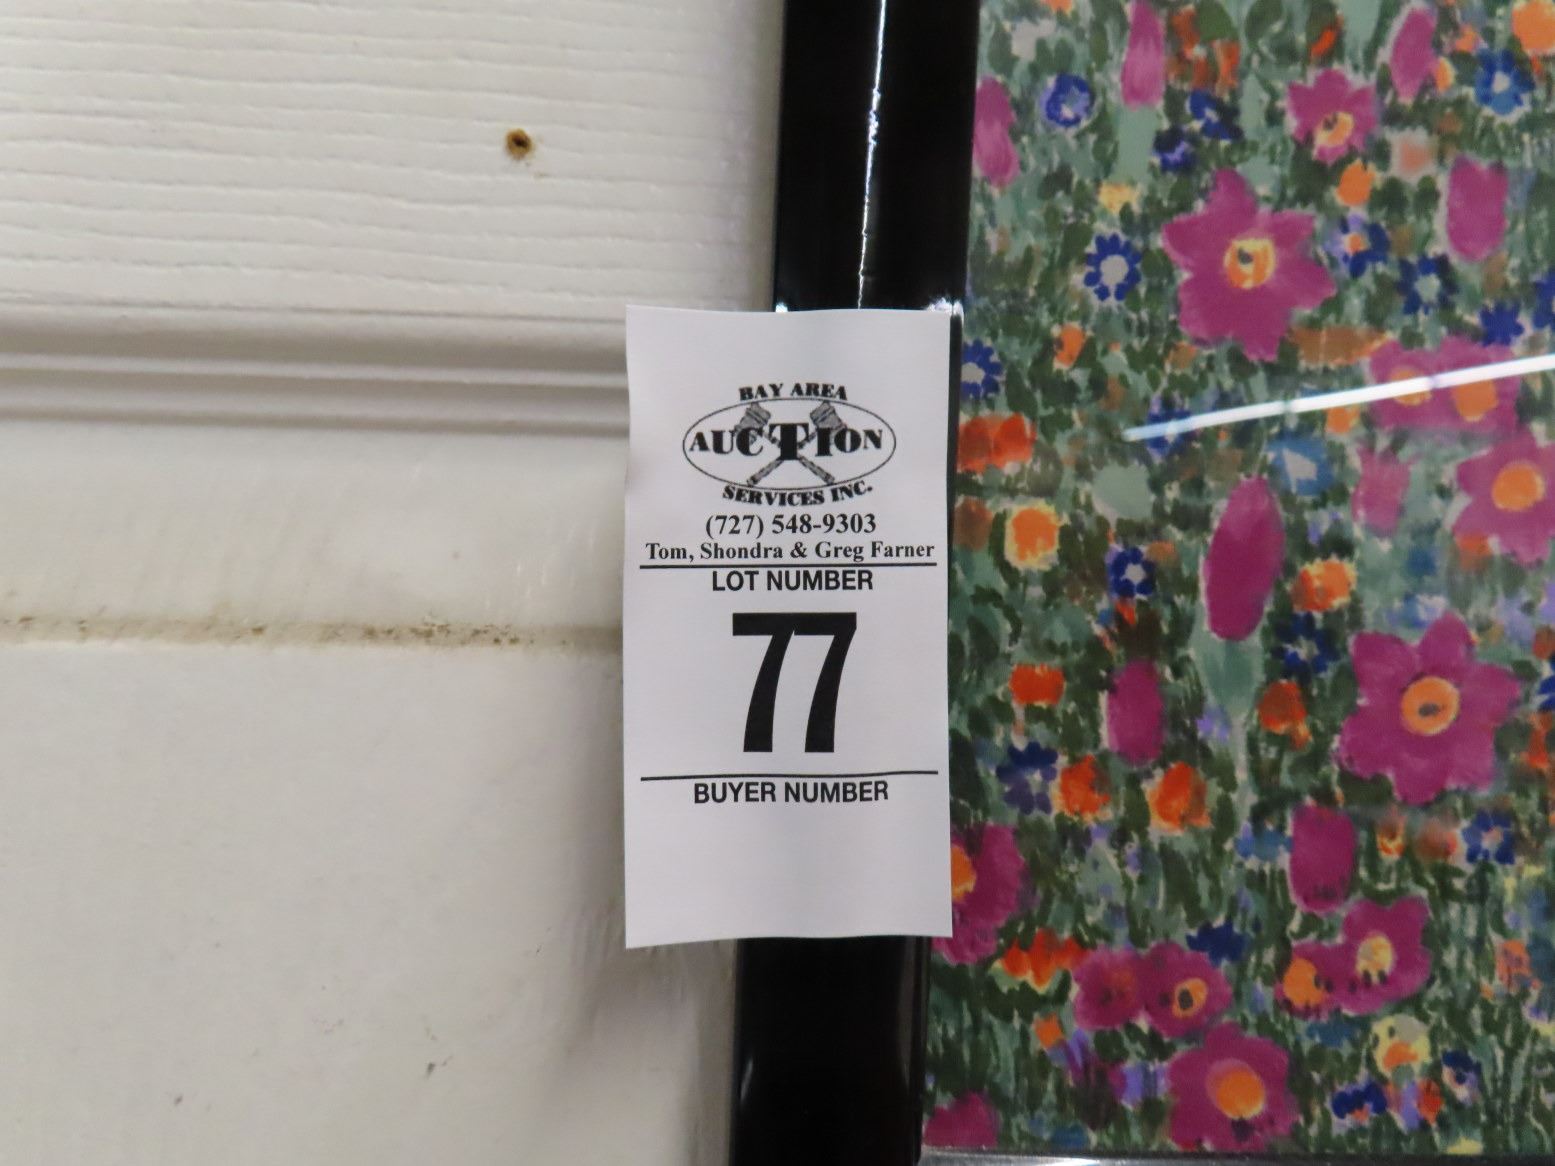 BAY AREA
AUCTION
SERVICES INC.
(727) 548-9303
Tom, Shondra & Greg Farner
LOT NUMBER
77
BUYER NUMBER